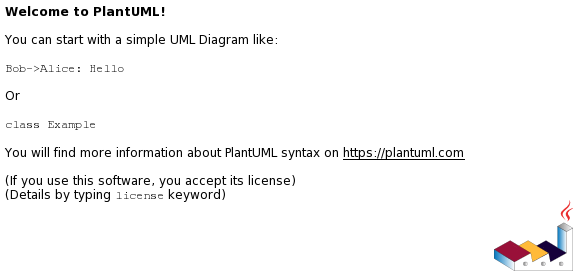 Welcome to PlantUML!
You can start with a simple UML Diagram like:
Bob->Alice: Hello
Or
class Example
You will find more information about PlantUML syntax on https://plantuml.com
(If you use this software, you accept its license)
(Details by typing license keyword)